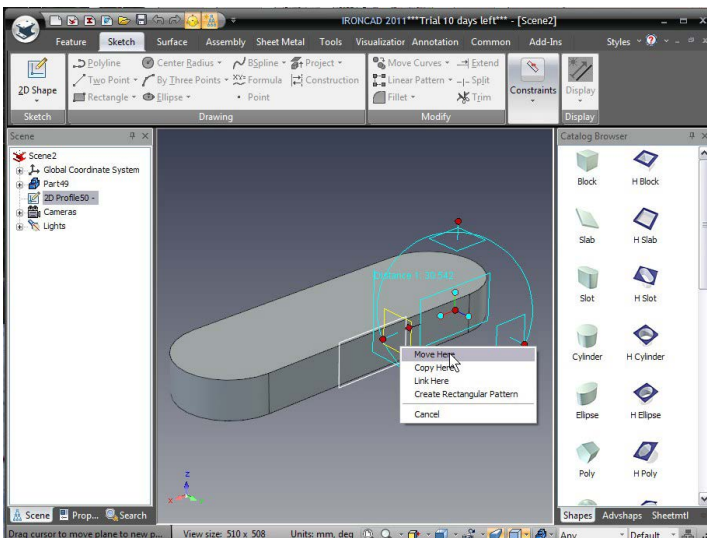 IRONCAD 2011***Trial 10 days left*** - [Scene2]
Feature Sketch Surface Assembly Sheet Metal Tools Visualization Annotation Common Add-Ins Styles
2D Shape
Polyline Center Radius BSpline Project
Two Point By Three Points Formula Construction
Rectangle Ellipse Point
Move Curves Extend
Linear Pattern Split
Fillet Trim
Constraints
Display
Sketch Drawing Modify Display
Scene
Scene2
Global Coordinate System
Part49
2D Profile50 -
Cameras
Lights
Distance
Move Here
Copy Here
Link Here
Create Rectangular Pattern
Cancel
z
x
Catalog Browser
Block H Block
Slab H Slab
Slot H Slot
Cylinder H Cylinder
Ellipse H Ellipse
Poly H Poly
Scene Prop... Search
Shapes Advshaps Sheetmtl
Drag cursor to move plane to new p... View size: 510 x 508 Units: mm, deg Any Default